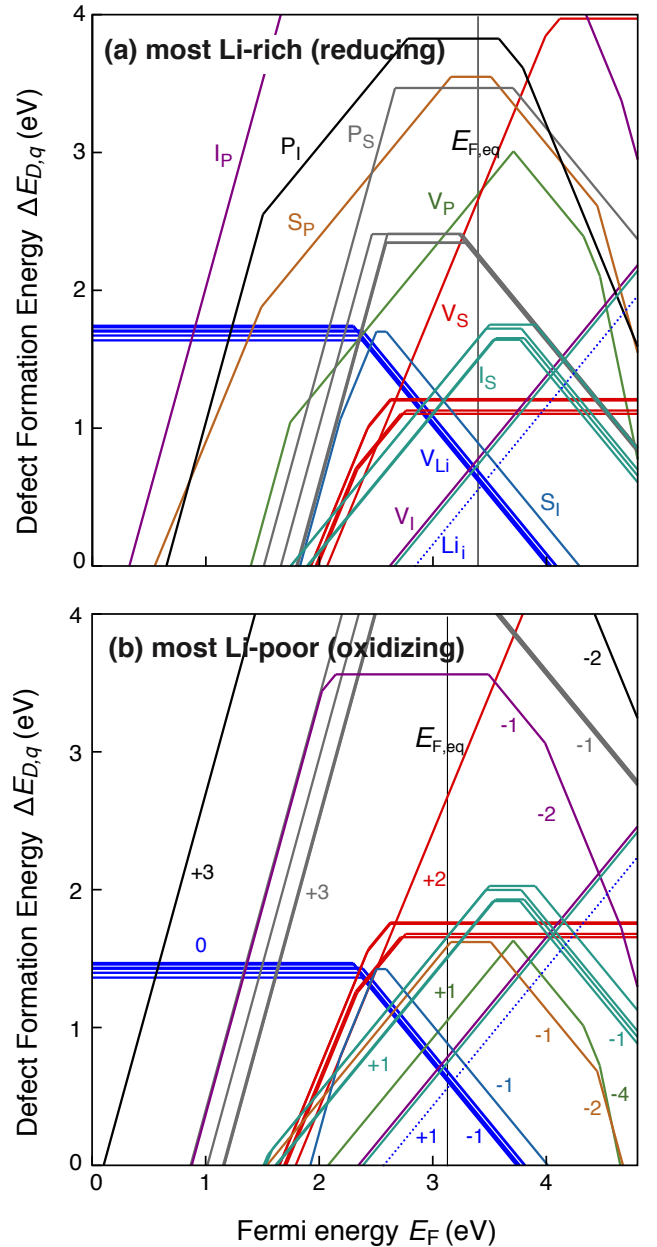 4
(a) most Li-rich (reducing)
I_P
P_I
P_S
E_F,eq
S_P
V_P
3
2
V_S
I_S
1
V_Li
S_I
V_I
Li_i
0
Defect Formation Energy ΔE_D,q (eV)
4
(b) most Li-poor (oxidizing)
-2
E_F,eq
-1
-1
3
-2
+3
+3
+2
2
0
+1
1
+1
-1
-1
-1
-2
-4
+1
-1
0
Defect Formation Energy ΔE_D,q (eV)
0
1
2
3
4
Fermi energy E_F (eV)